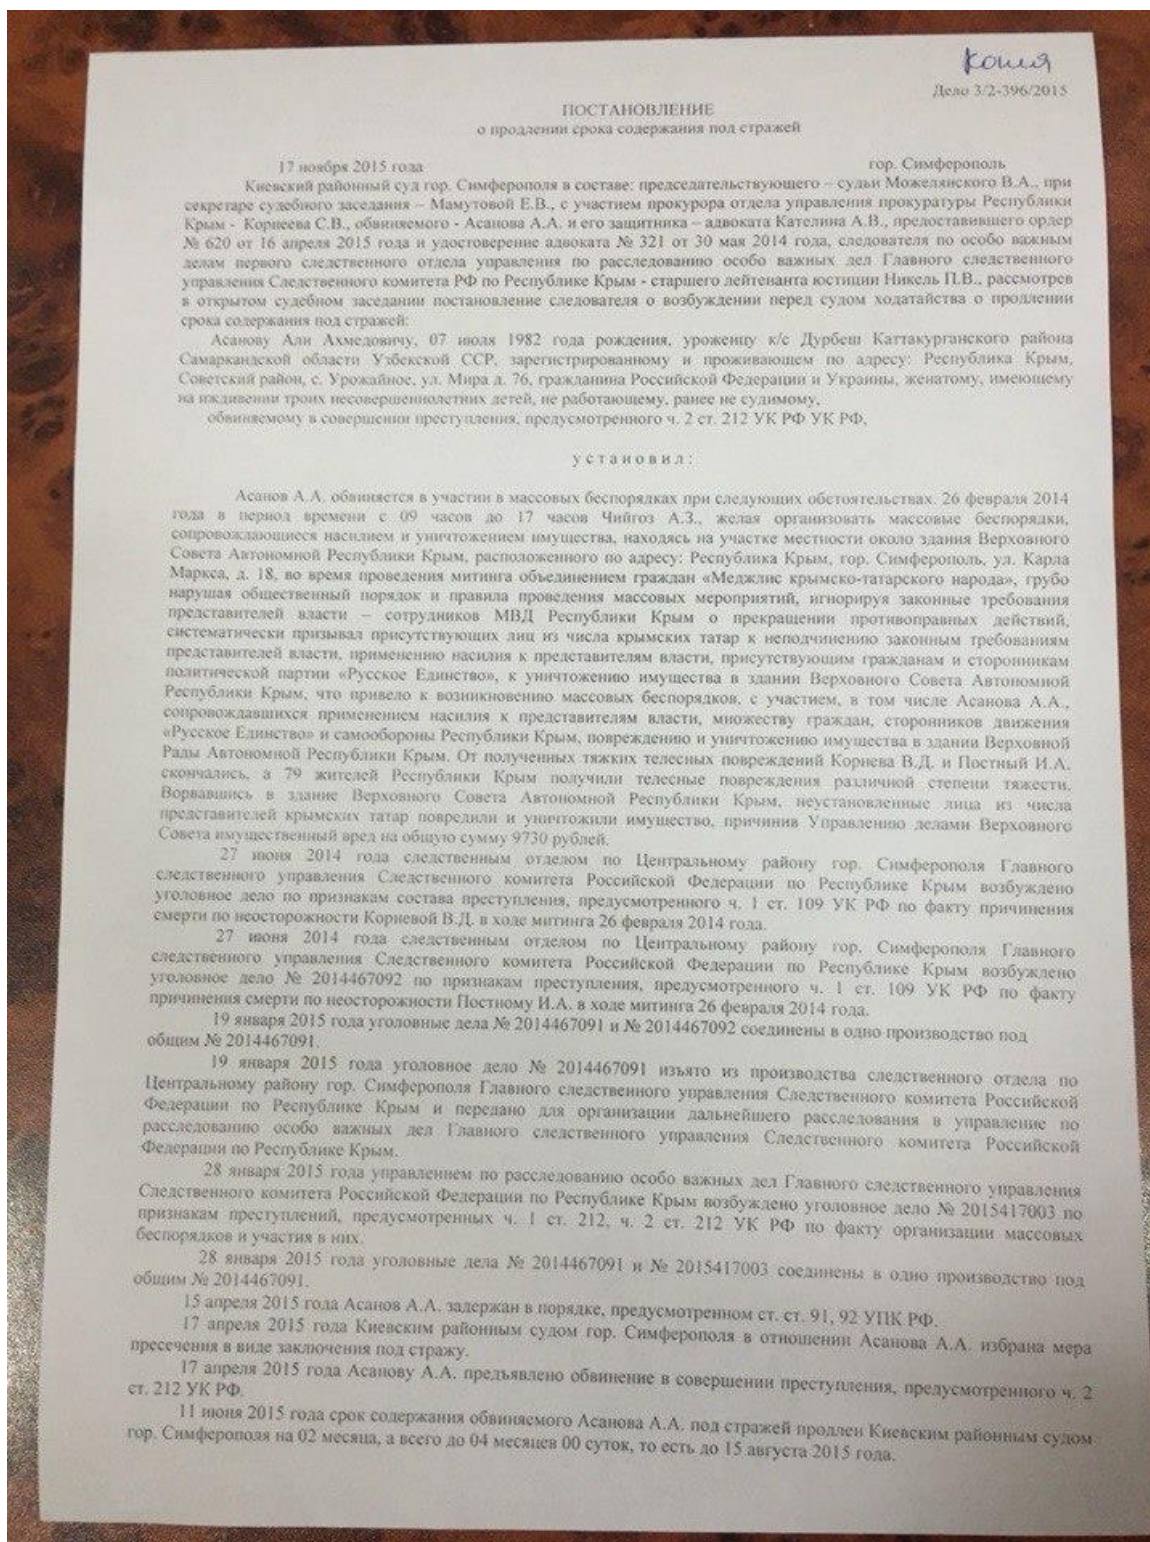 Копия
Дело 3/2-396/2015
ПОСТАНОВЛЕНИЕ
о продлении срока содержания под стражей
17 ноября 2015 года гор. Симферополь
Киевский районный суд гор. Симферополя в составе: председательствующего – судьи Можелянского В.А., при
секретаре судебного заседания – Мамутовой Е.В., с участием прокурора отдела управления прокуратуры Республики
Крым - Корнеева С.В., обвиняемого - Асанова А.А. и его защитника – адвоката Кателина А.В., предоставившего ордер
№ 620 от 16 апреля 2015 года и удостоверение адвоката № 321 от 30 мая 2014 года, следователя по особо важным
делам первого следственного отдела управления по расследованию особо важных дел Главного следственного
управления Следственного комитета РФ по Республике Крым - старшего лейтенанта юстиции Никель П.В., рассмотрев
в открытом судебном заседании постановление следователя о возбуждении перед судом ходатайства о продлении
срока содержания под стражей:
Асанову Али Ахмедовичу, 07 июля 1982 года рождения, уроженцу к/с Дурбеш Каттакурганского района
Самаркандской области Узбекской ССР, зарегистрированному и проживающем по адресу: Республика Крым,
Советский район, с. Урожайное, ул. Мира д. 76, гражданина Российской Федерации и Украины, женатому, имеющему
на иждивении троих несовершеннолетних детей, не работающему, ранее не судимому,
обвиняемому в совершении преступления, предусмотренного ч. 2 ст. 212 УК РФ УК РФ,
установил:
Асанов А.А. обвиняется в участии в массовых беспорядках при следующих обстоятельствах. 26 февраля 2014
года в период времени с 09 часов до 17 часов Чийгоз А.З., желая организовать массовые беспорядки,
сопровождающиеся насилием и уничтожением имущества, находясь на участке местности около здания Верховного
Совета Автономной Республики Крым, расположенного по адресу: Республика Крым, гор. Симферополь, ул. Карла
Маркса, д. 18, во время проведения митинга объединением граждан «Меджлис крымско-татарского народа», грубо
нарушая общественный порядок и правила проведения массовых мероприятий, игнорируя законные требования
представителей власти – сотрудников МВД Республики Крым о прекращении противоправных действий,
систематически призывал присутствующих лиц из числа крымских татар к неподчинению законным требованиям
представителей власти, применению насилия к представителям власти, присутствующим гражданам и сторонникам
политической партии «Русское Единство», к уничтожению имущества в здании Верховного Совета Автономной
Республики Крым, что привело к возникновению массовых беспорядков, с участием, в том числе Асанова А.А.,
сопровождавшихся применением насилия к представителям власти, множеству граждан, сторонников движения
«Русское Единство» и самообороны Республики Крым, повреждению и уничтожению имущества в здании Верховной
Рады Автономной Республики Крым. От полученных тяжких телесных повреждений Корнева В.Д. и Постный И.А.
скончались, а 79 жителей Республики Крым получили телесные повреждения различной степени тяжести.
Ворвавшись в здание Верховного Совета Автономной Республики Крым, неустановленные лица из числа
представителей крымских татар повредили и уничтожили имущество, причинив Управлению делами Верховного
Совета имущественный вред на общую сумму 9730 рублей.
27 июня 2014 года следственным отделом по Центральному району гор. Симферополя Главного
следственного управления Следственного комитета Российской Федерации по Республике Крым возбуждено
уголовное дело по признакам состава преступления, предусмотренного ч. 1 ст. 109 УК РФ по факту причинения
смерти по неосторожности Корневой В.Д. в ходе митинга 26 февраля 2014 года.
27 июня 2014 года следственным отделом по Центральному району гор. Симферополя Главного
следственного управления Следственного комитета Российской Федерации по Республике Крым возбуждено
уголовное дело № 2014467092 по признакам преступления, предусмотренного ч. 1 ст. 109 УК РФ по факту
причинения смерти по неосторожности Постному И.А. в ходе митинга 26 февраля 2014 года.
19 января 2015 года уголовные дела № 2014467091 и № 2014467092 соединены в одно производство под
общим № 2014467091.
19 января 2015 года уголовное дело № 2014467091 изъято из производства следственного отдела по
Центральному району гор. Симферополя Главного следственного управления Следственного комитета Российской
Федерации по Республике Крым и передано для организации дальнейшего расследования в управление по
расследованию особо важных дел Главного следственного управления Следственного комитета Российской
Федерации по Республике Крым.
28 января 2015 года управлением по расследованию особо важных дел Главного следственного управления
Следственного комитета Российской Федерации по Республике Крым возбуждено уголовное дело № 2015417003 по
признакам преступлений, предусмотренных ч. 1 ст. 212, ч. 2 ст. 212 УК РФ по факту организации массовых
беспорядков и участия в них.
28 января 2015 года уголовные дела № 2014467091 и № 2015417003 соединены в одно производство под
общим № 2014467091.
15 апреля 2015 года Асанов А.А. задержан в порядке, предусмотренном ст. ст. 91, 92 УПК РФ.
17 апреля 2015 года Киевским районным судом гор. Симферополя в отношении Асанова А.А. избрана мера
пресечения в виде заключения под стражу.
17 апреля 2015 года Асанову А.А. предъявлено обвинение в совершении преступления, предусмотренного ч. 2
ст. 212 УК РФ.
11 июня 2015 года срок содержания обвиняемого Асанова А.А. под стражей продлен Киевским районным судом
гор. Симферополя на 02 месяца, а всего до 04 месяцев 00 суток, то есть до 15 августа 2015 года.